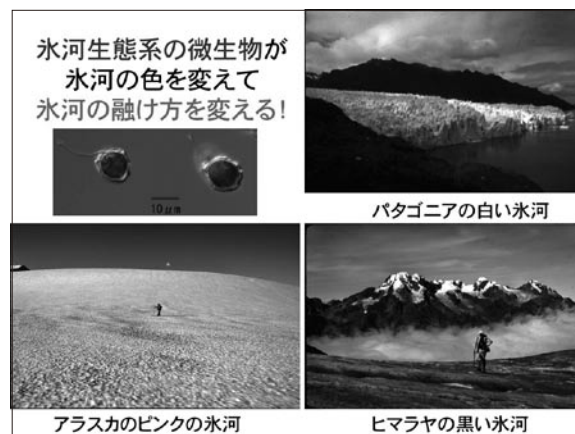 氷河生態系の微生物が
氷河の色を変えて
氷河の融け方を変える!
10μm
パタゴニアの白い氷河
アラスカのピンクの氷河
ヒマラヤの黒い氷河